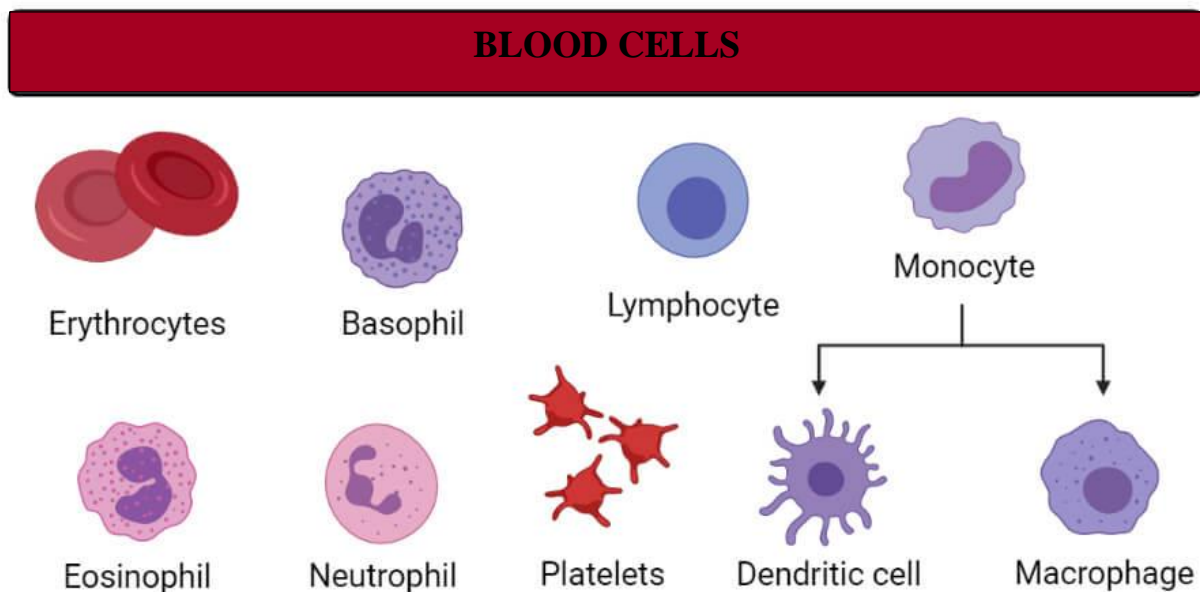 BLOOD CELLS
Erythrocytes
Basophil
Lymphocyte
Monocyte
Eosinophil
Neutrophil
Platelets
Dendritic cell
Macrophage